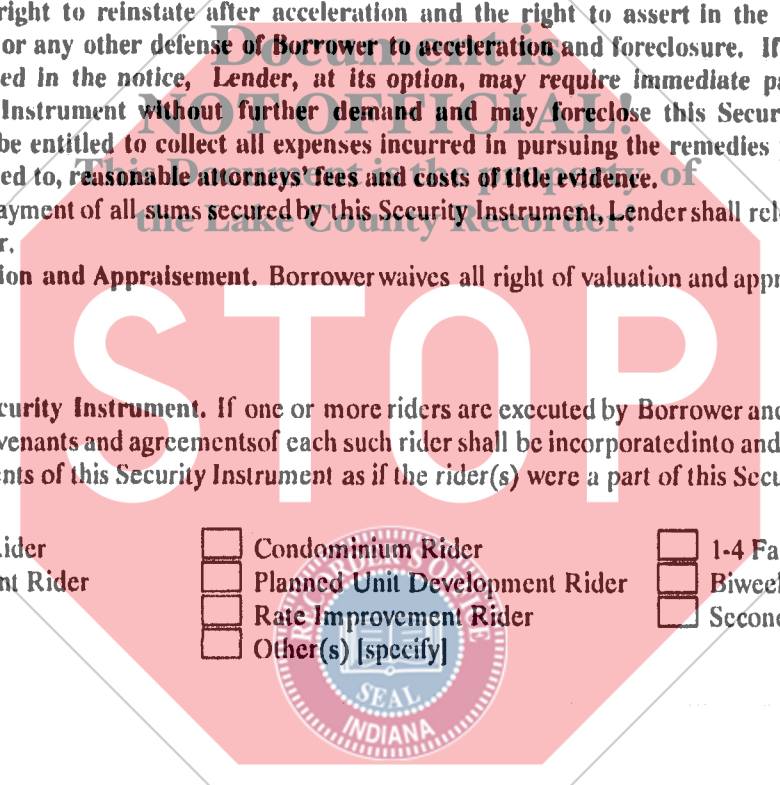 right to reinstate after acceleration and the right to assert in the
or any other defense of Borrower to acceleration and foreclosure. If
ed in the notice, Lender, at its option, may require immediate pa
Instrument without further demand and may foreclose this Secur
be entitled to collect all expenses incurred in pursuing the remedies
ed to, reasonable attorneys' fees and costs of title evidence.
ayment of all sums secured by this Security Instrument, Lender shall rel
r.
ion and Appraisement. Borrower waives all right of valuation and appr
Document is
NOT OFFICIAL!
This Document is the property of
the Lake County Recorder!
STOP
curity Instrument. If one or more riders are executed by Borrower and
venants and agreementsof each such rider shall be incorporatedinto and
nts of this Security Instrument as if the rider(s) were a part of this Secu
ider
Condominium Rider
1-4 Fa
nt Rider
Planned Unit Development Rider
Biweek
Rate Improvement Rider
Second
Other(s) [specify]
RECORDER'S OFFICE
SEAL
INDIANA